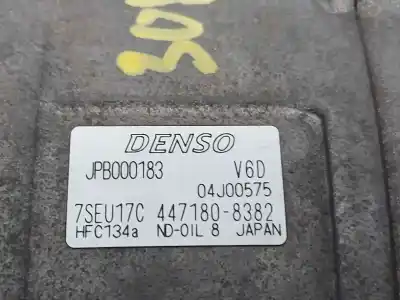 DENSO
JPB000183 V6D
04J00575
7SEU17C 447180-8382
HFC134a ND-OIL 8 JAPAN